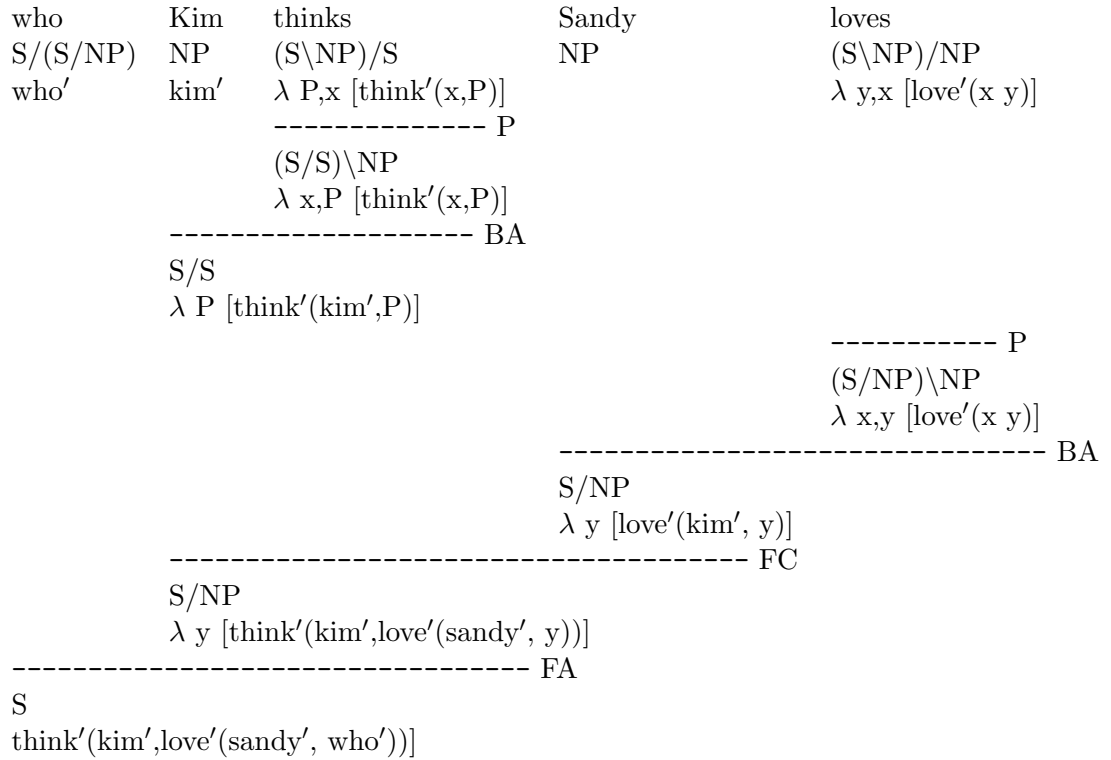 who Kim thinks Sandy loves
S/(S/NP) NP (S\NP)/S NP (S\NP)/NP
who′ kim′ λ P,x [think′(x,P)] λ y,x [love′(x y)]
-------------- P
(S/S)\NP
λ x,P [think′(x,P)]
-------------------- BA
S/S
λ P [think′(kim′,P)]
----------- P
(S/NP)\NP
λ x,y [love′(x y)]
-------------------------------- BA
S/NP
λ y [love′(kim′, y)]
-------------------------------------- FC
S/NP
λ y [think′(kim′,love′(sandy′, y))]
---------------------------------- FA
S
think′(kim′,love′(sandy′, who′))]